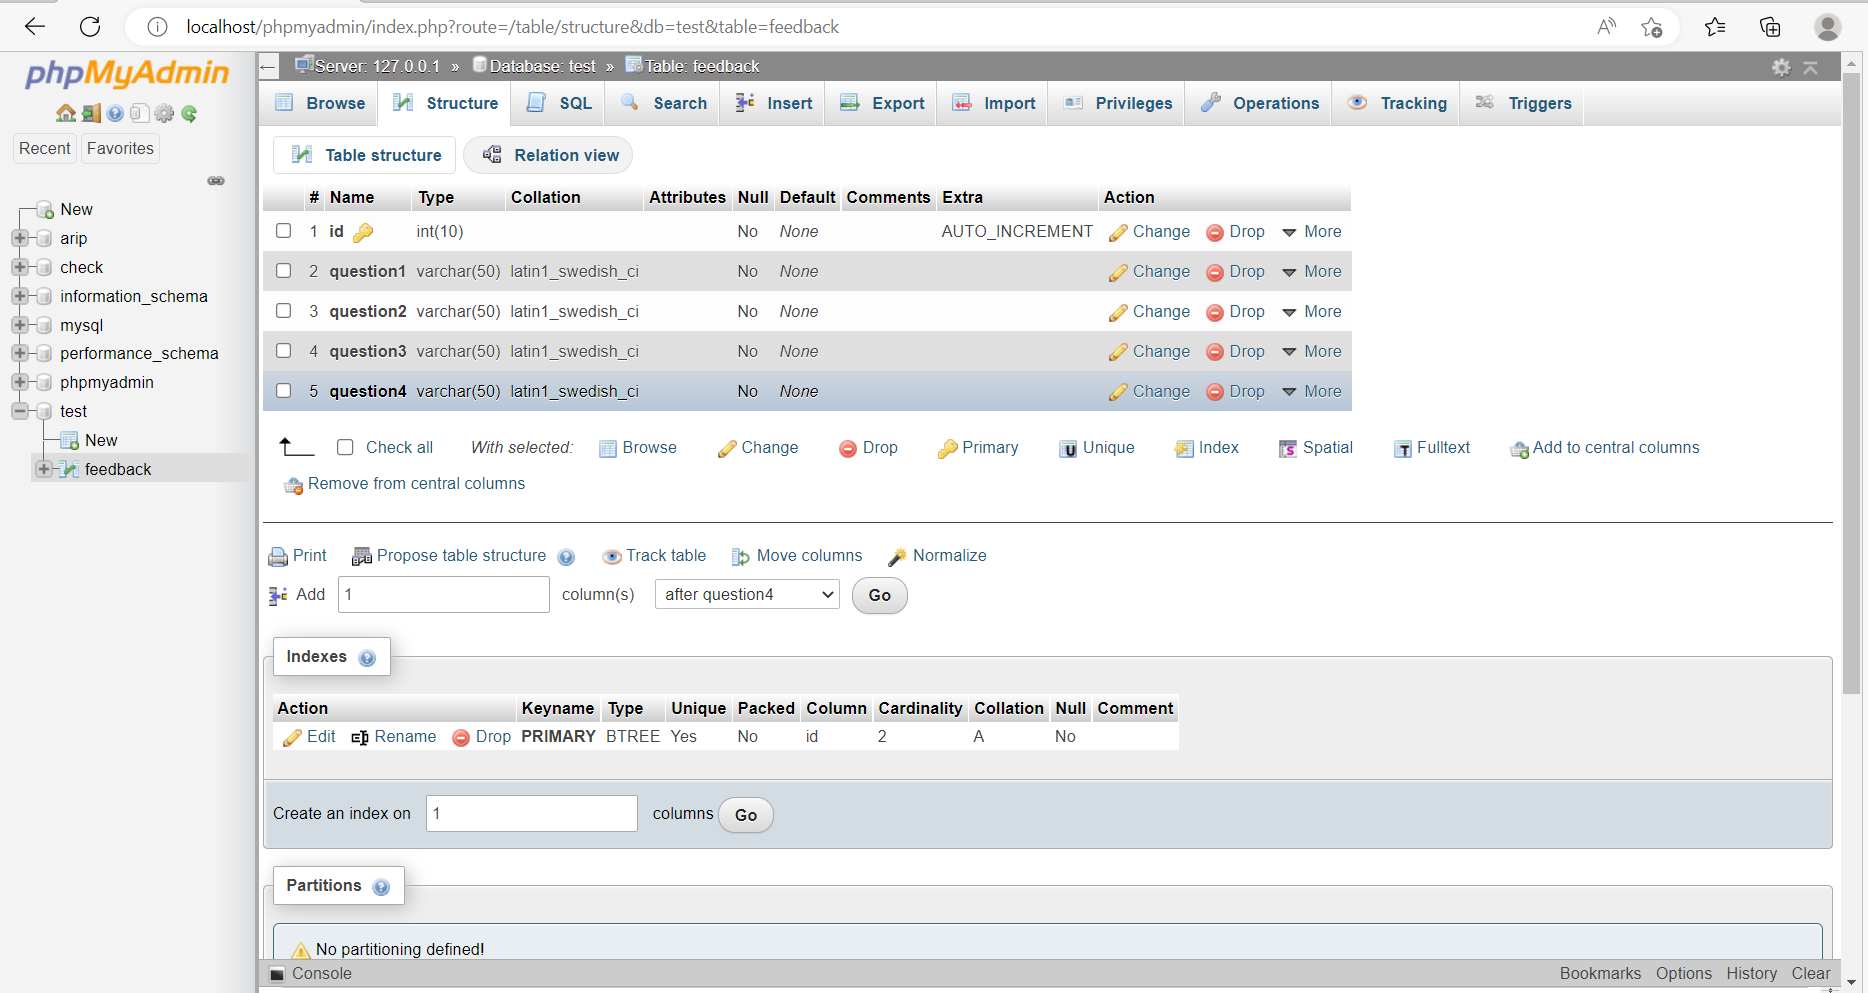 localhost/phpmyadmin/index.php?route=/table/structure&db=test&table=feedback
phpMyAdmin
Recent Favorites
New
arip
check
information_schema
mysql
performance_schema
phpmyadmin
test
New
feedback
Server: 127.0.0.1 » Database: test » Table: feedback
Browse Structure SQL Search Insert Export Import Privileges Operations Tracking Triggers
Table structure Relation view
# Name Type Collation Attributes Null Default Comments Extra Action
1 id int(10) No None AUTO_INCREMENT Change Drop More
2 question1 varchar(50) latin1_swedish_ci No None Change Drop More
3 question2 varchar(50) latin1_swedish_ci No None Change Drop More
4 question3 varchar(50) latin1_swedish_ci No None Change Drop More
5 question4 varchar(50) latin1_swedish_ci No None Change Drop More
Check all With selected: Browse Change Drop Primary Unique Index Spatial Fulltext Add to central columns
Remove from central columns
Print Propose table structure Track table Move columns Normalize
Add 1 column(s) after question4 Go
Indexes
Action Keyname Type Unique Packed Column Cardinality Collation Null Comment
Edit Rename Drop PRIMARY BTREE Yes No id 2 A No
Create an index on 1 columns Go
Partitions
No partitioning defined!
Console Bookmarks Options History Clear